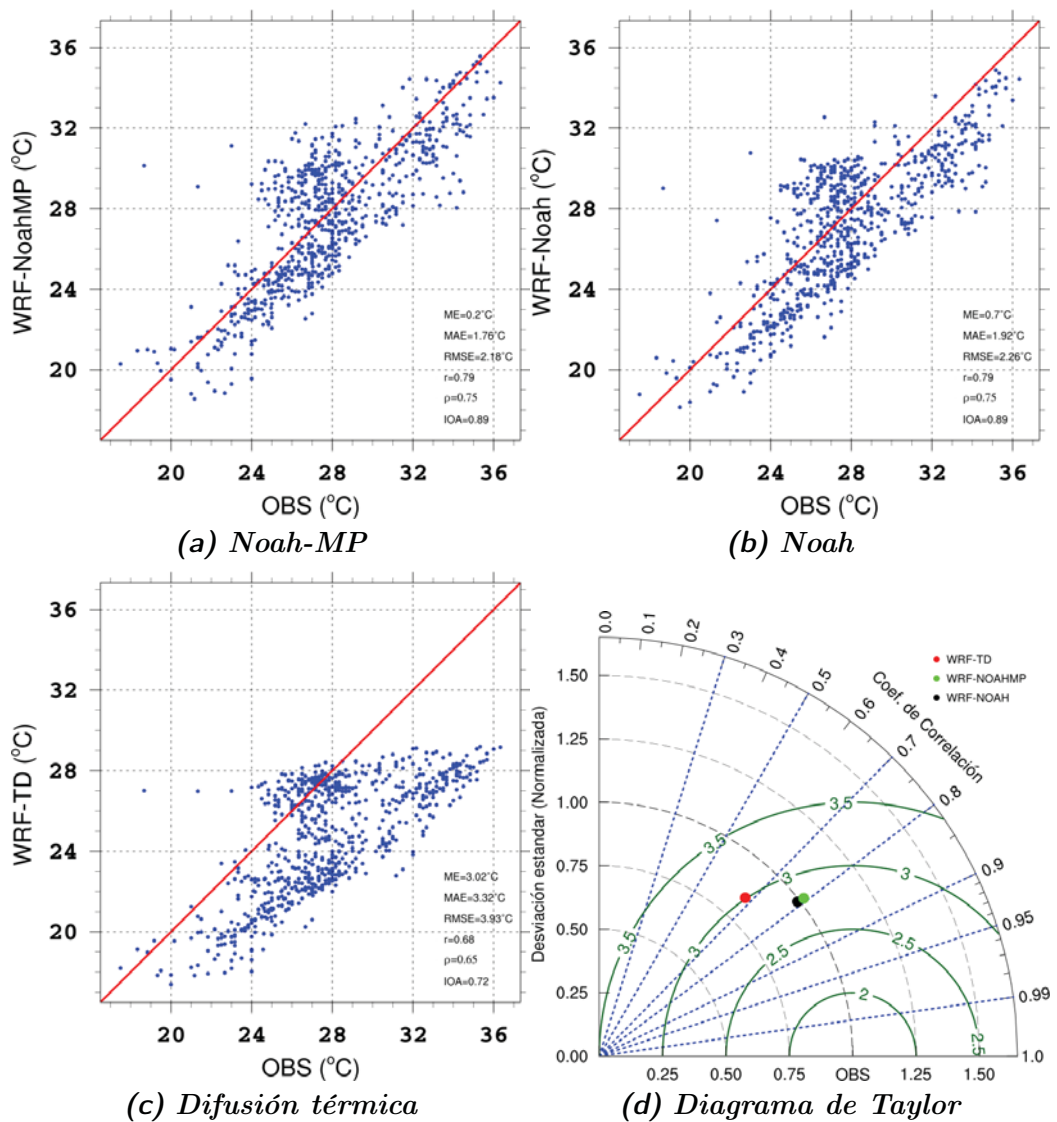 36
32
28
24
20
WRF-NoahMP (°C)
ME=0.2°C
MAE=1.76°C
RMSE=2.18°C
r=0.79
ρ=0.75
IOA=0.89
20 24 28 32 36
OBS (°C)
(a) Noah-MP
36
32
28
24
20
WRF-Noah (°C)
ME=0.7°C
MAE=1.92°C
RMSE=2.26°C
r=0.79
ρ=0.75
IOA=0.89
20 24 28 32 36
OBS (°C)
(b) Noah
36
32
28
24
20
WRF-TD (°C)
ME=3.02°C
MAE=3.32°C
RMSE=3.93°C
r=0.68
ρ=0.65
IOA=0.72
20 24 28 32 36
OBS (°C)
(c) Difusión térmica
WRF-TD
WRF-NOAHMP
WRF-NOAH
Coef. de Correlación
0.0 0.1 0.2 0.3 0.4 0.5 0.6 0.7 0.8 0.9 0.95 0.99 1.0
1.50
1.25
1.00
0.75
0.50
0.25
0.00
Desviación estandar (Normalizada)
3.5
3.5
3.5
3
3
3
2.5
2.5
2.5
2
0.25 0.50 0.75 OBS 1.25 1.50
(d) Diagrama de Taylor